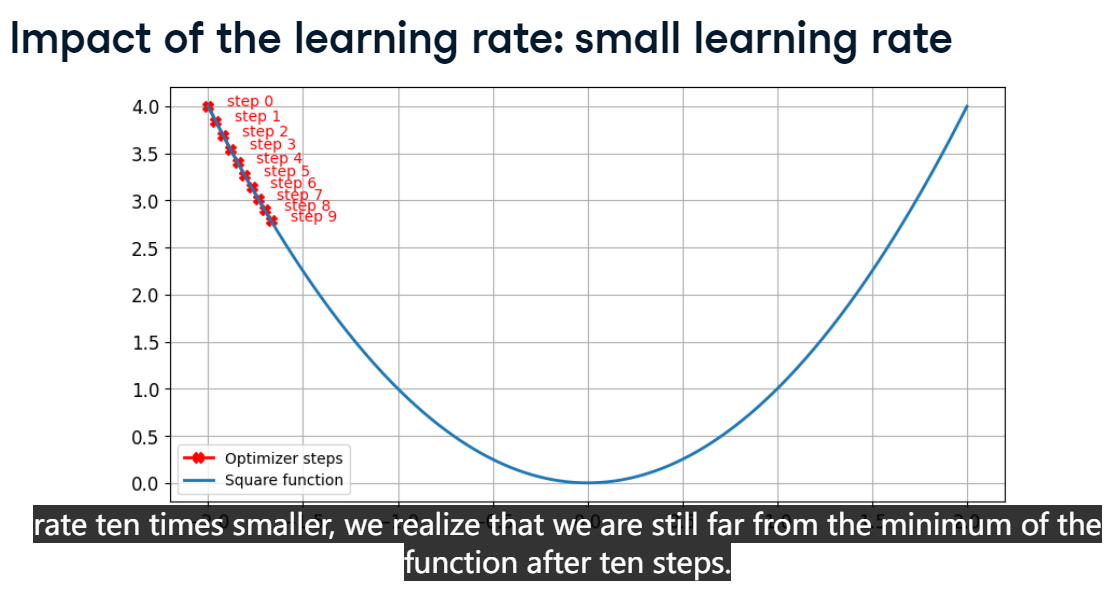 Impact of the learning rate: small learning rate
4.0
3.5
3.0
2.5
2.0
1.5
1.0
0.5
0.0
step 0
step 1
step 2
step 3
step 4
step 5
step 6
step 7
step 8
step 9
Optimizer steps
Square function
rate ten times smaller, we realize that we are still far from the minimum of the
function after ten steps.